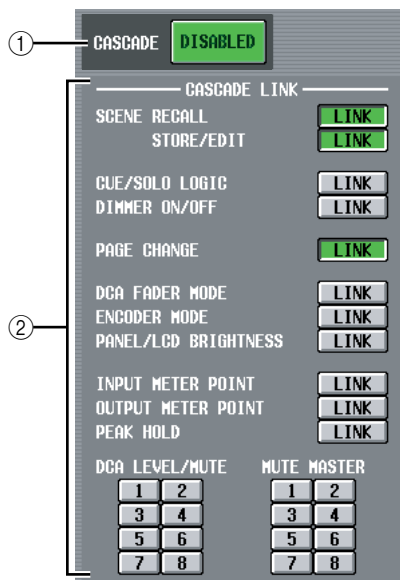 ① CASCADE DISABLED
②
CASCADE LINK
SCENE RECALL LINK
STORE/EDIT LINK
CUE/SOLO LOGIC LINK
DIMMER ON/OFF LINK
PAGE CHANGE LINK
DCA FADER MODE LINK
ENCODER MODE LINK
PANEL/LCD BRIGHTNESS LINK
INPUT METER POINT LINK
OUTPUT METER POINT LINK
PEAK HOLD LINK
DCA LEVEL/MUTE MUTE MASTER
1 2 1 2
3 4 3 4
5 6 5 6
7 8 7 8